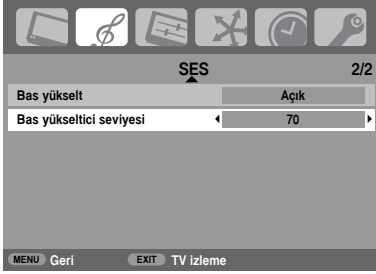 SES 2/2
Bas yükselt Açık
Bas yükseltici seviyesi 70
MENU Geri EXIT TV izleme